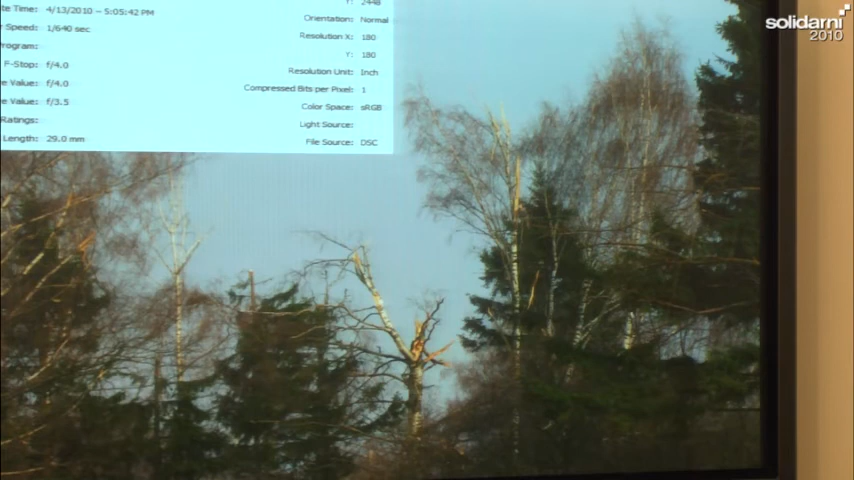 te Time: 4/13/2010 - 5:05:42 PM
r Speed: 1/640 sec
rogram:
F-Stop: f/4.0
e Value: f/4.0
e Value: f/3.5
Ratings:
Length: 29.0 mm
Y: 2448
Orientation: Normal
Resolution X: 180
Y: 180
Resolution Unit: Inch
Compressed Bits per Pixel: 1
Color Space: sRGB
Light Source:
File Source: DSC
solidarni
2010